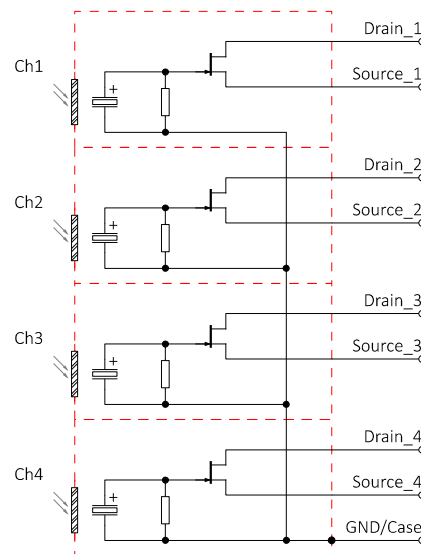 Drain_1
Ch1
+
Source_1
Drain_2
Ch2
+
Source_2
Drain_3
Ch3
+
Source_3
Drain_4
Ch4
+
Source_4
GND/Case